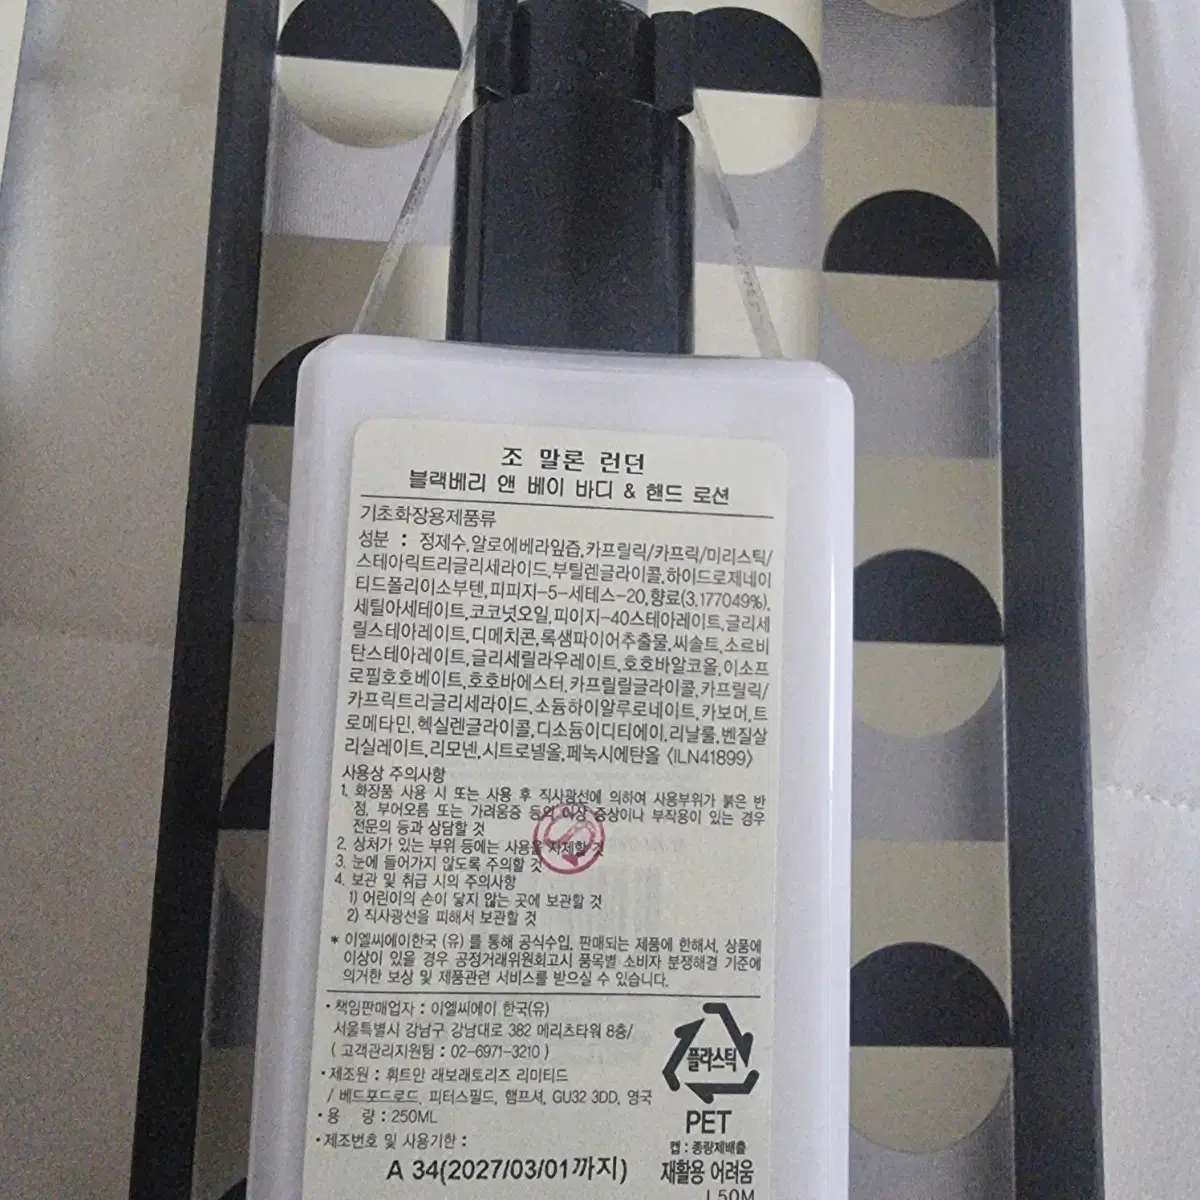 조 말론 런던
블랙베리 앤 베이 바디 & 핸드 로션
기초화장용제품류
성분 : 정제수,알로에베라잎즙,카프릴릭/카프릭/미리스틱/
스테아릭트리글리세라이드,부틸렌글라이콜,하이드로제네이
티드폴리이소부텐,피피지-5-세테스-20,향료(3.177049%),
세틸아세테이트,코코넛오일,피이지-40스테아레이트,글리세
릴스테아레이트,디메치콘,록샘파이어추출물,씨솔트,소르비
탄스테아레이트,글리세릴라우레이트,호호바알코올,이소프
로필호호베이트,호호바에스터,카프릴릴글라이콜,카프릴릭/
카프릭트리글리세라이드,소듐하이알루로네이트,카보머,트
로메타민,헥실렌글라이콜,디소듐이디티에이,리날룰,벤질살
리실레이트,리모넨,시트로넬올,페녹시에탄올 <ILN41899>
사용상 주의사항
1. 화장품 사용 시 또는 사용 후 직사광선에 의하여 사용부위가 붉은 반
점, 부어오름 또는 가려움증 등의 이상 증상이나 부작용이 있는 경우
전문의 등과 상담할 것
2. 상처가 있는 부위 등에는 사용을 자제할 것
3. 눈에 들어가지 않도록 주의할 것
4. 보관 및 취급 시의 주의사항
1) 어린이의 손이 닿지 않는 곳에 보관할 것
2) 직사광선을 피해서 보관할 것
* 이엘씨에이한국 (유) 를 통해 공식수입, 판매되는 제품에 한해서, 상품에
이상이 있을 경우 공정거래위원회고시 품목별 소비자 분쟁해결 기준에
의거한 보상 및 제품관련 서비스를 받으실 수 있습니다.
• 책임판매업자 : 이엘씨에이 한국(유)
서울특별시 강남구 강남대로 382 메리츠타워 8층/
( 고객관리지원팀 : 02-6971-3210 )
• 제조원 : 휘트만 래보래토리즈 리미티드
/ 베드포드로드, 피터스필드, 햄프셔, GU32 3DD, 영국
• 용 량 : 250ML
• 제조번호 및 사용기한 :
A 34(2027/03/01까지)
플라스틱
PET
캡 : 종량제배출
재활용 어려움
L50M